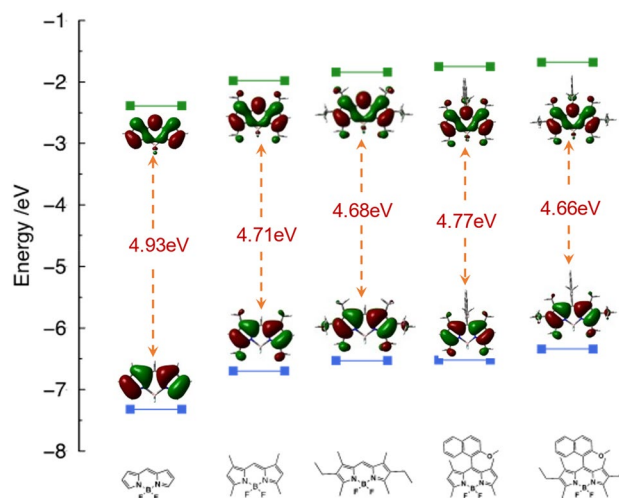 Energy /eV
−1
−2
−3
−4
−5
−6
−7
−8
4.93eV
4.71eV
4.68eV
4.77eV
4.66eV
N B N
F F
N B N
F F
N B N
F F
O
N B N
F F
O
N B N
F F